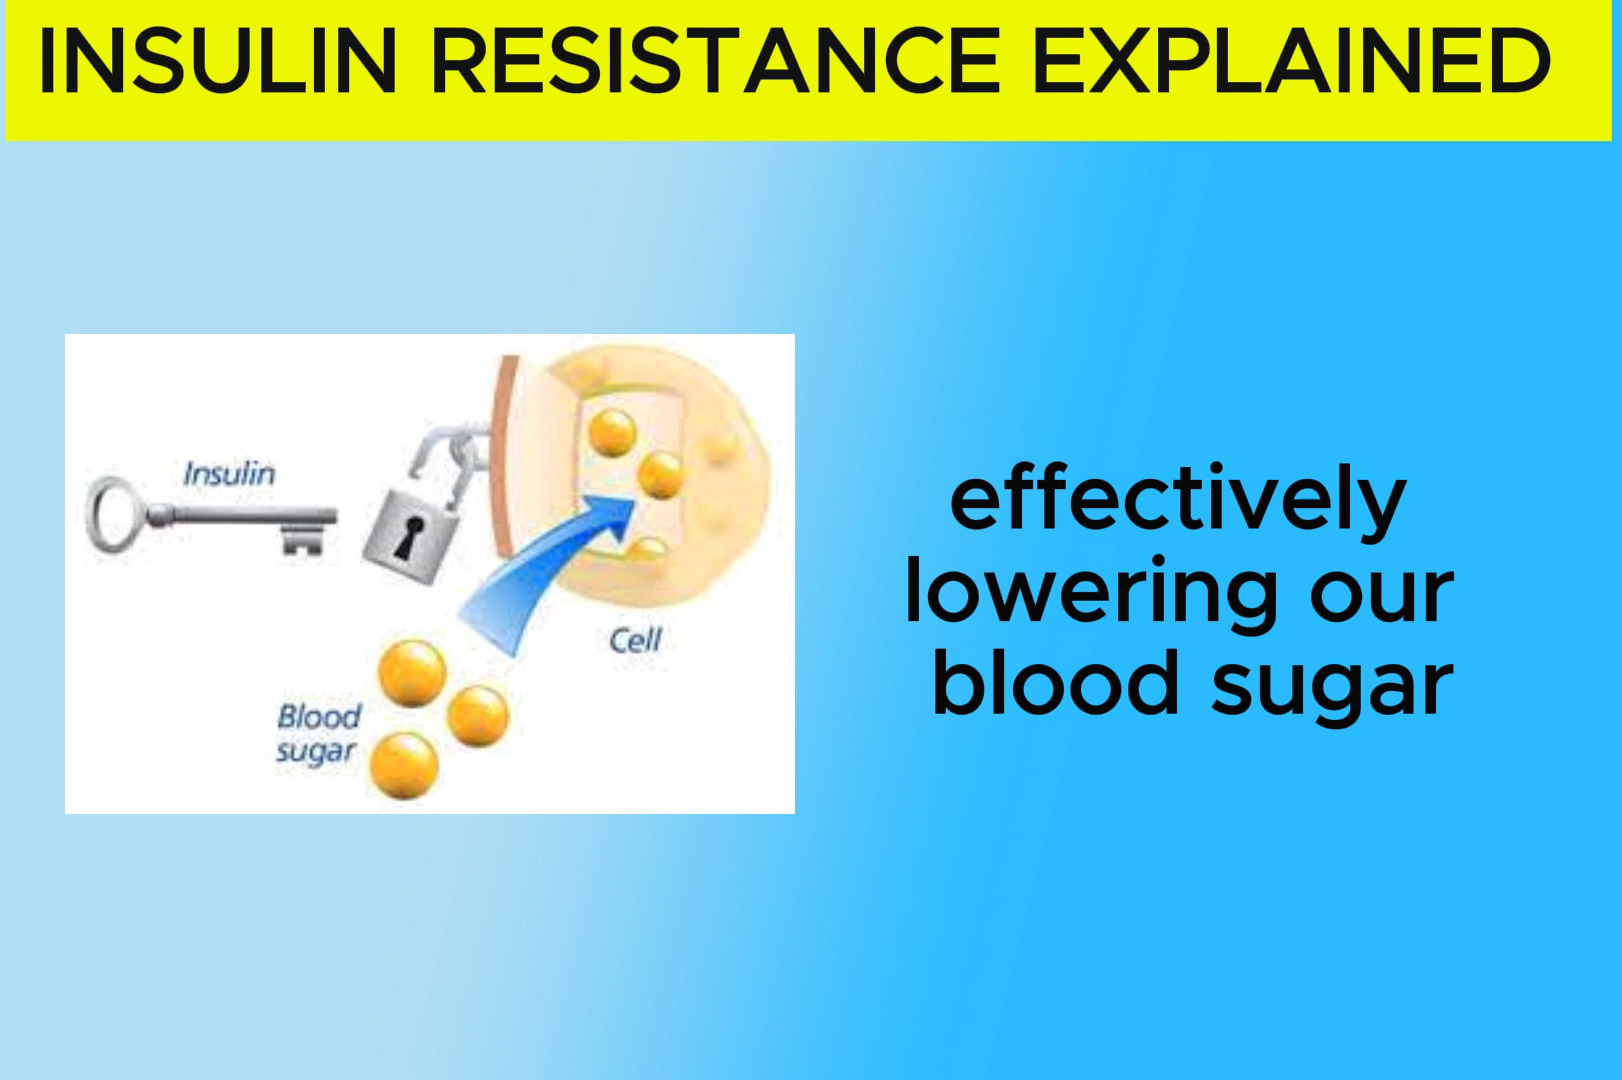 INSULIN RESISTANCE EXPLAINED
Insulin
Cell
Blood
sugar
effectively
lowering our
blood sugar